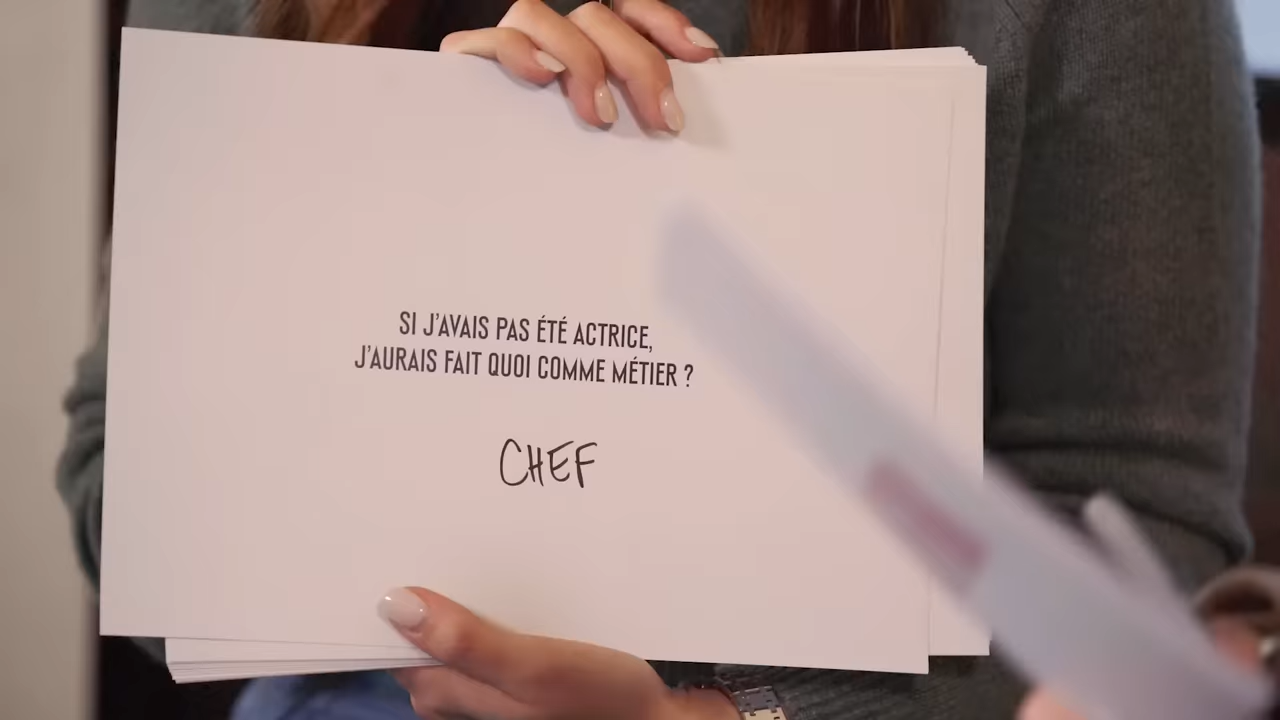 SI J'AVAIS PAS ÉTÉ ACTRICE,
J'AURAIS FAIT QUOI COMME MÉTIER ?
CHEF